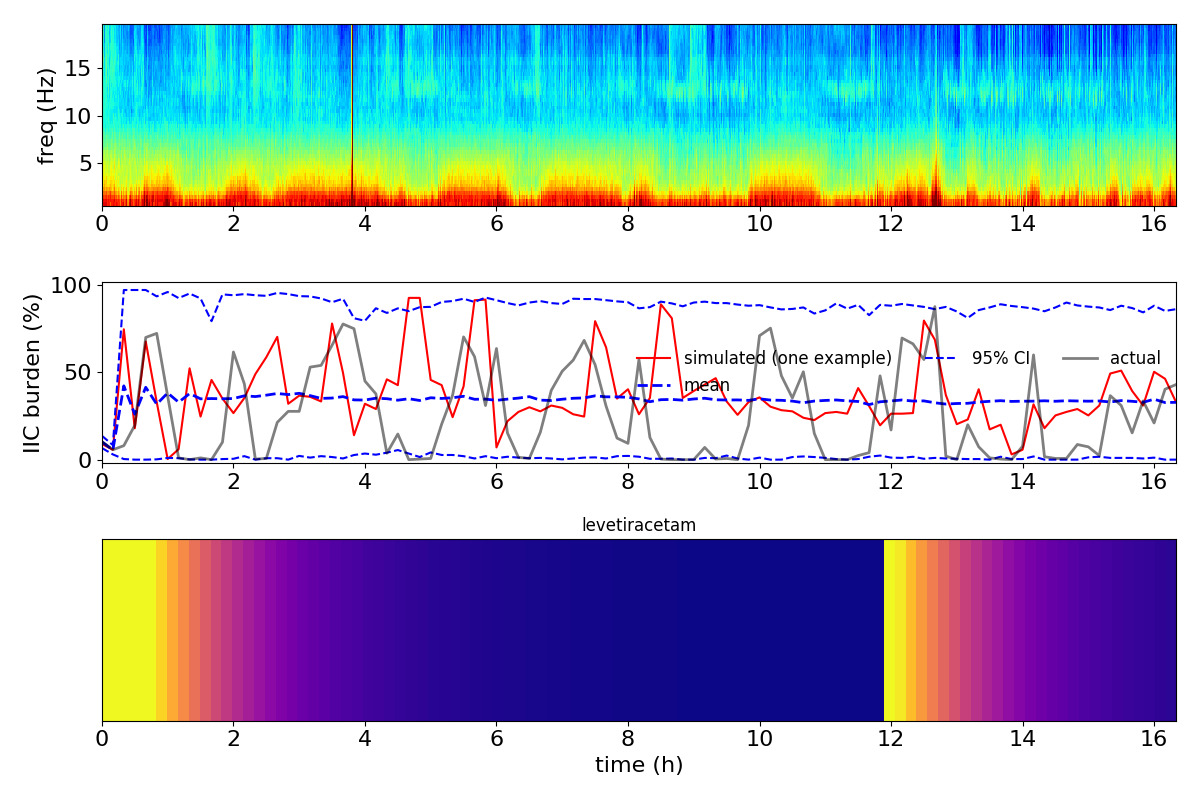 freq (Hz)
15
10
5
0 2 4 6 8 10 12 14 16
IIC burden (%)
100
50
0
simulated (one example) 95% CI actual
mean
0 2 4 6 8 10 12 14 16
levetiracetam
0 2 4 6 8 10 12 14 16
time (h)